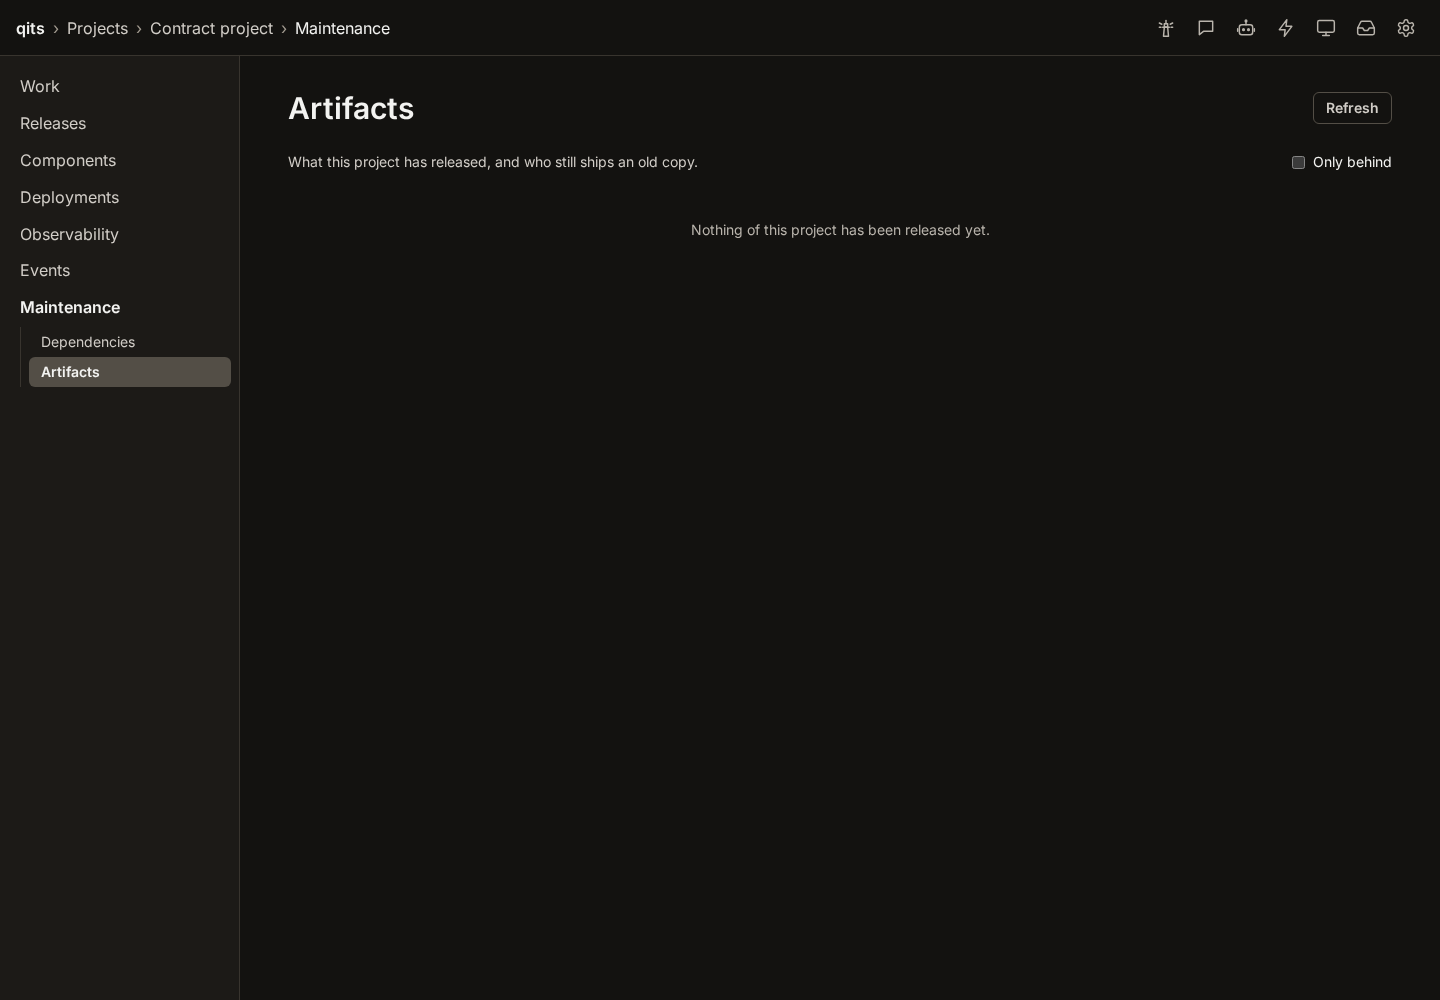 qits › Projects › Contract project › Maintenance
Work
Releases
Components
Deployments
Observability
Events
Maintenance
Dependencies
Artifacts
Artifacts
Refresh
What this project has released, and who still ships an old copy.
Only behind
Nothing of this project has been released yet.